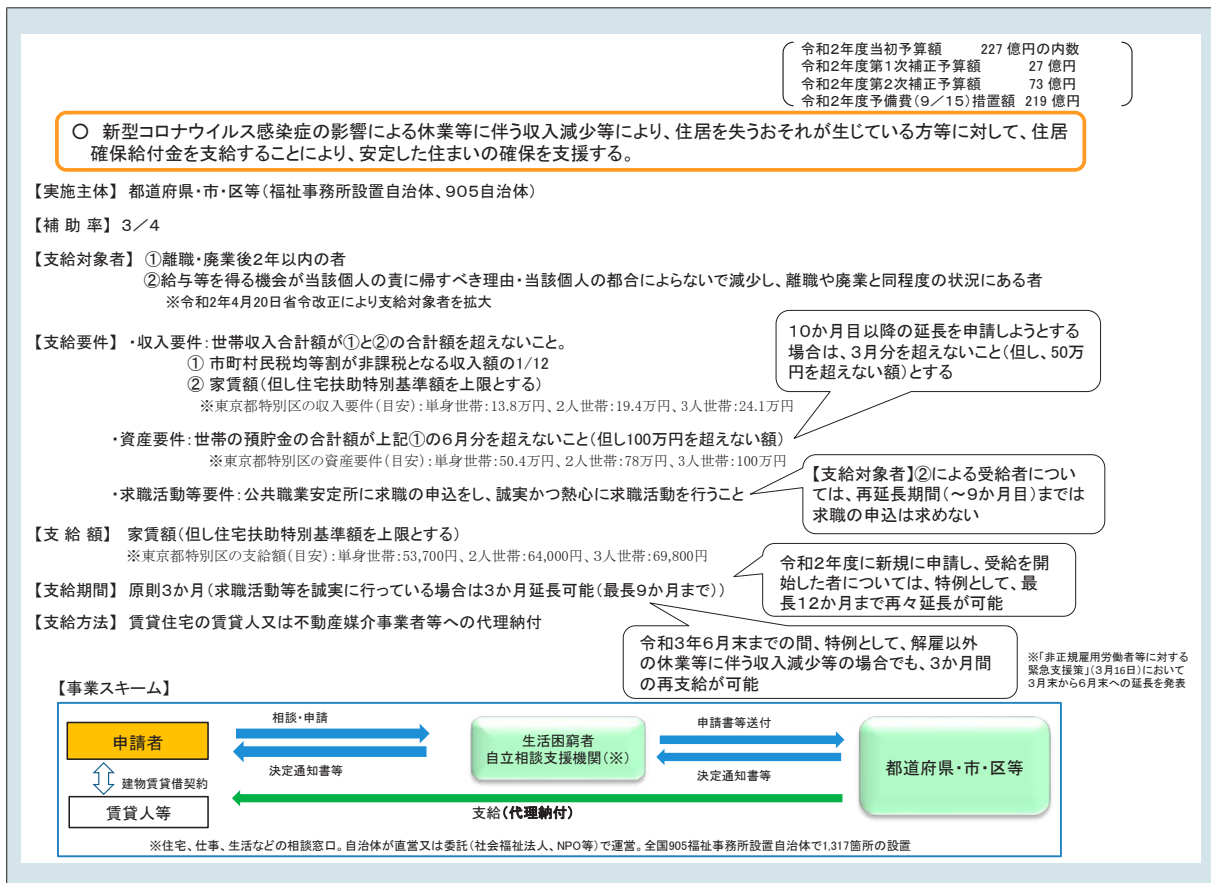 令和2年度当初予算額　227 億円の内数
令和2年度第1次補正予算額　27 億円
令和2年度第2次補正予算額　73 億円
令和2年度予備費(9／15)措置額 219 億円
○ 新型コロナウイルス感染症の影響による休業等に伴う収入減少等により、住居を失うおそれが生じている方等に対して、住居
確保給付金を支給することにより、安定した住まいの確保を支援する。
【実施主体】 都道府県・市・区等(福祉事務所設置自治体、905自治体)
【補 助 率】 3／4
【支給対象者】 ①離職・廃業後2年以内の者
②給与等を得る機会が当該個人の責に帰すべき理由・当該個人の都合によらないで減少し、離職や廃業と同程度の状況にある者
※令和2年4月20日省令改正により支給対象者を拡大
【支給要件】 ・収入要件：世帯収入合計額が①と②の合計額を超えないこと。
① 市町村民税均等割が非課税となる収入額の1/12
② 家賃額(但し住宅扶助特別基準額を上限とする)
※東京都特別区の収入要件(目安)：単身世帯：13.8万円、2人世帯：19.4万円、3人世帯：24.1万円
10か月目以降の延長を申請しようとする
場合は、3月分を超えないこと(但し、50万
円を超えない額)とする
・資産要件：世帯の預貯金の合計額が上記①の6月分を超えないこと(但し100万円を超えない額)
※東京都特別区の資産要件(目安)：単身世帯：50.4万円、2人世帯：78万円、3人世帯：100万円
・求職活動等要件：公共職業安定所に求職の申込をし、誠実かつ熱心に求職活動を行うこと
【支給対象者】②による受給者につい
ては、再延長期間(～9か月目)までは
求職の申込は求めない
【支 給 額】 家賃額(但し住宅扶助特別基準額を上限とする)
※東京都特別区の支給額(目安)：単身世帯：53,700円、2人世帯：64,000円、3人世帯：69,800円
【支給期間】 原則3か月(求職活動等を誠実に行っている場合は3か月延長可能(最長9か月まで))
令和2年度に新規に申請し、受給を開
始した者については、特例として、最
長12か月まで再々延長が可能
【支給方法】 賃貸住宅の賃貸人又は不動産媒介事業者等への代理納付
令和3年6月末までの間、特例として、解雇以外
の休業等に伴う収入減少等の場合でも、3か月間
の再支給が可能
※「非正規雇用労働者等に対する
緊急支援策」(3月16日)において
3月末から6月末への延長を発表
【事業スキーム】
申請者
相談・申請
決定通知書等
生活困窮者
自立相談支援機関(※)
申請書等送付
決定通知書等
都道府県・市・区等
建物賃貸借契約
賃貸人等
支給(代理納付)
※住宅、仕事、生活などの相談窓口。自治体が直営又は委託(社会福祉法人、NPO等)で運営。全国905福祉事務所設置自治体で1,317箇所の設置